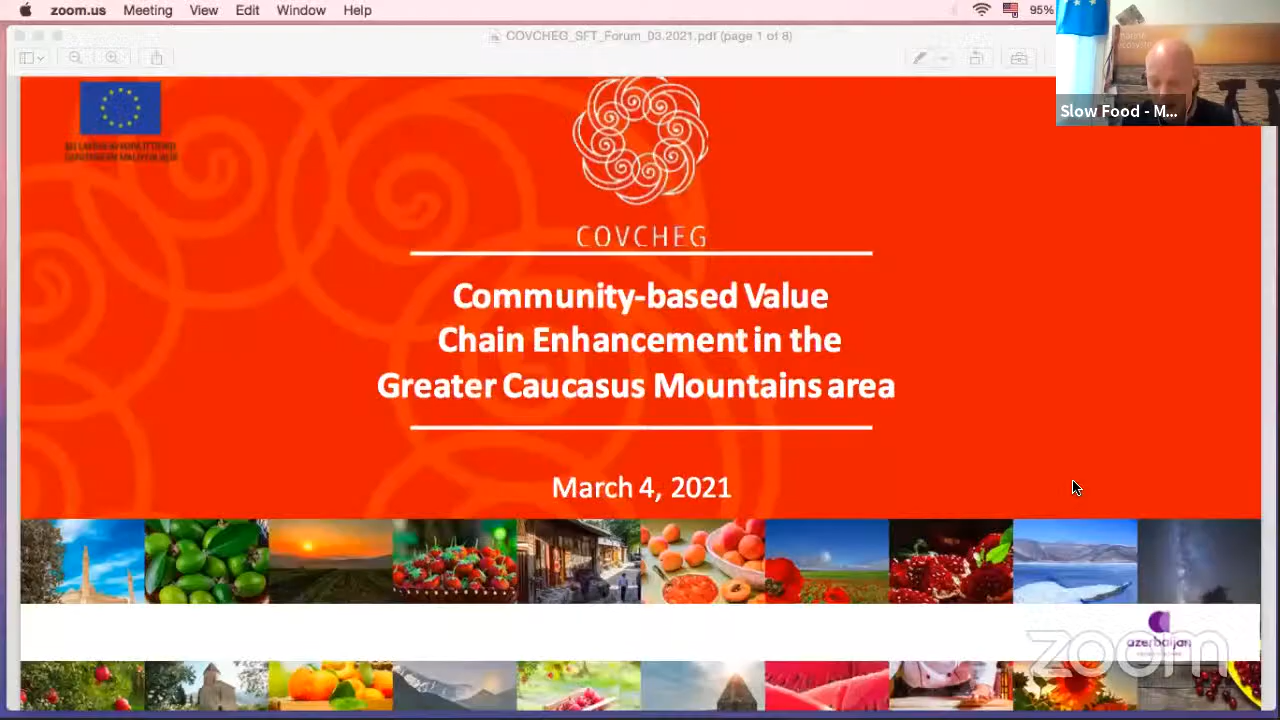 zoom.us Meeting View Edit Window Help
95%
COVCHEG_SFT_Forum_03.2021.pdf (page 1 of 8)
Slow Food - M...
COVCHEG
Community-based Value
Chain Enhancement in the
Greater Caucasus Mountains area
March 4, 2021
azerbaijan
zoom